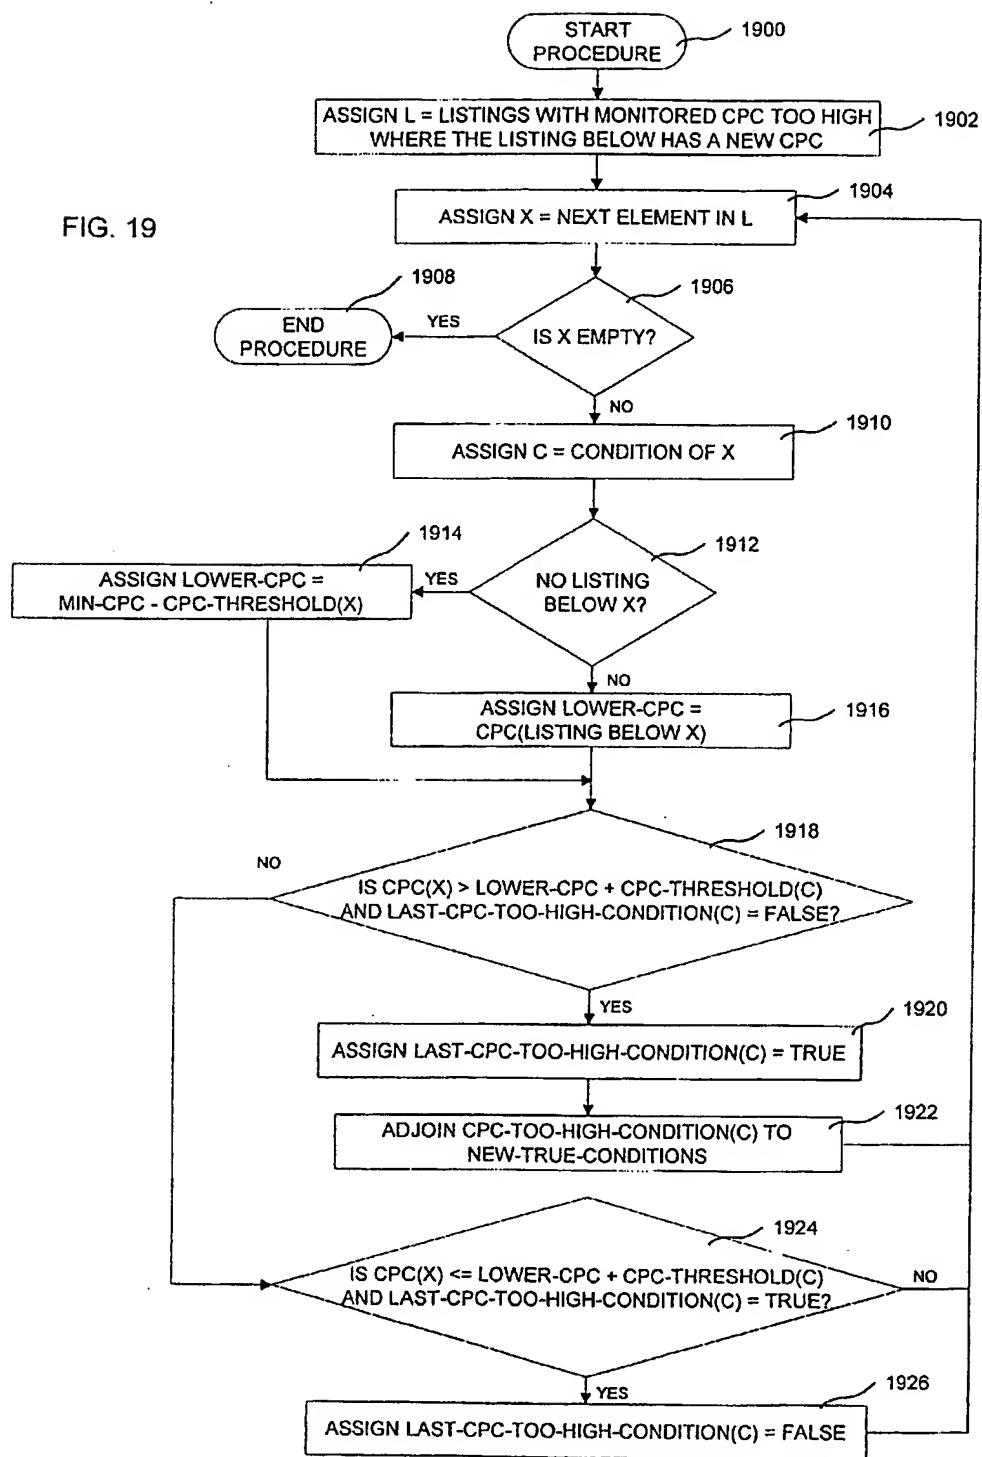 START
PROCEDURE
1900
ASSIGN L = LISTINGS WITH MONITORED CPC TOO HIGH
WHERE THE LISTING BELOW HAS A NEW CPC
1902
FIG. 19
1904
ASSIGN X = NEXT ELEMENT IN L
1908
1906
END
PROCEDURE
YES
IS X EMPTY?
NO
1910
ASSIGN C = CONDITION OF X
1914
1912
ASSIGN LOWER-CPC =
MIN-CPC - CPC-THRESHOLD(X)
YES
NO LISTING
BELOW X?
NO
ASSIGN LOWER-CPC =
CPC(LISTING BELOW X)
1916
1918
NO
IS CPC(X) > LOWER-CPC + CPC-THRESHOLD(C)
AND LAST-CPC-TOO-HIGH-CONDITION(C) = FALSE?
YES
1920
ASSIGN LAST-CPC-TOO-HIGH-CONDITION(C) = TRUE
1922
ADJOIN CPC-TOO-HIGH-CONDITION(C) TO
NEW-TRUE-CONDITIONS
1924
IS CPC(X) <= LOWER-CPC + CPC-THRESHOLD(C)
AND LAST-CPC-TOO-HIGH-CONDITION(C) = TRUE?
NO
YES
1926
ASSIGN LAST-CPC-TOO-HIGH-CONDITION(C) = FALSE